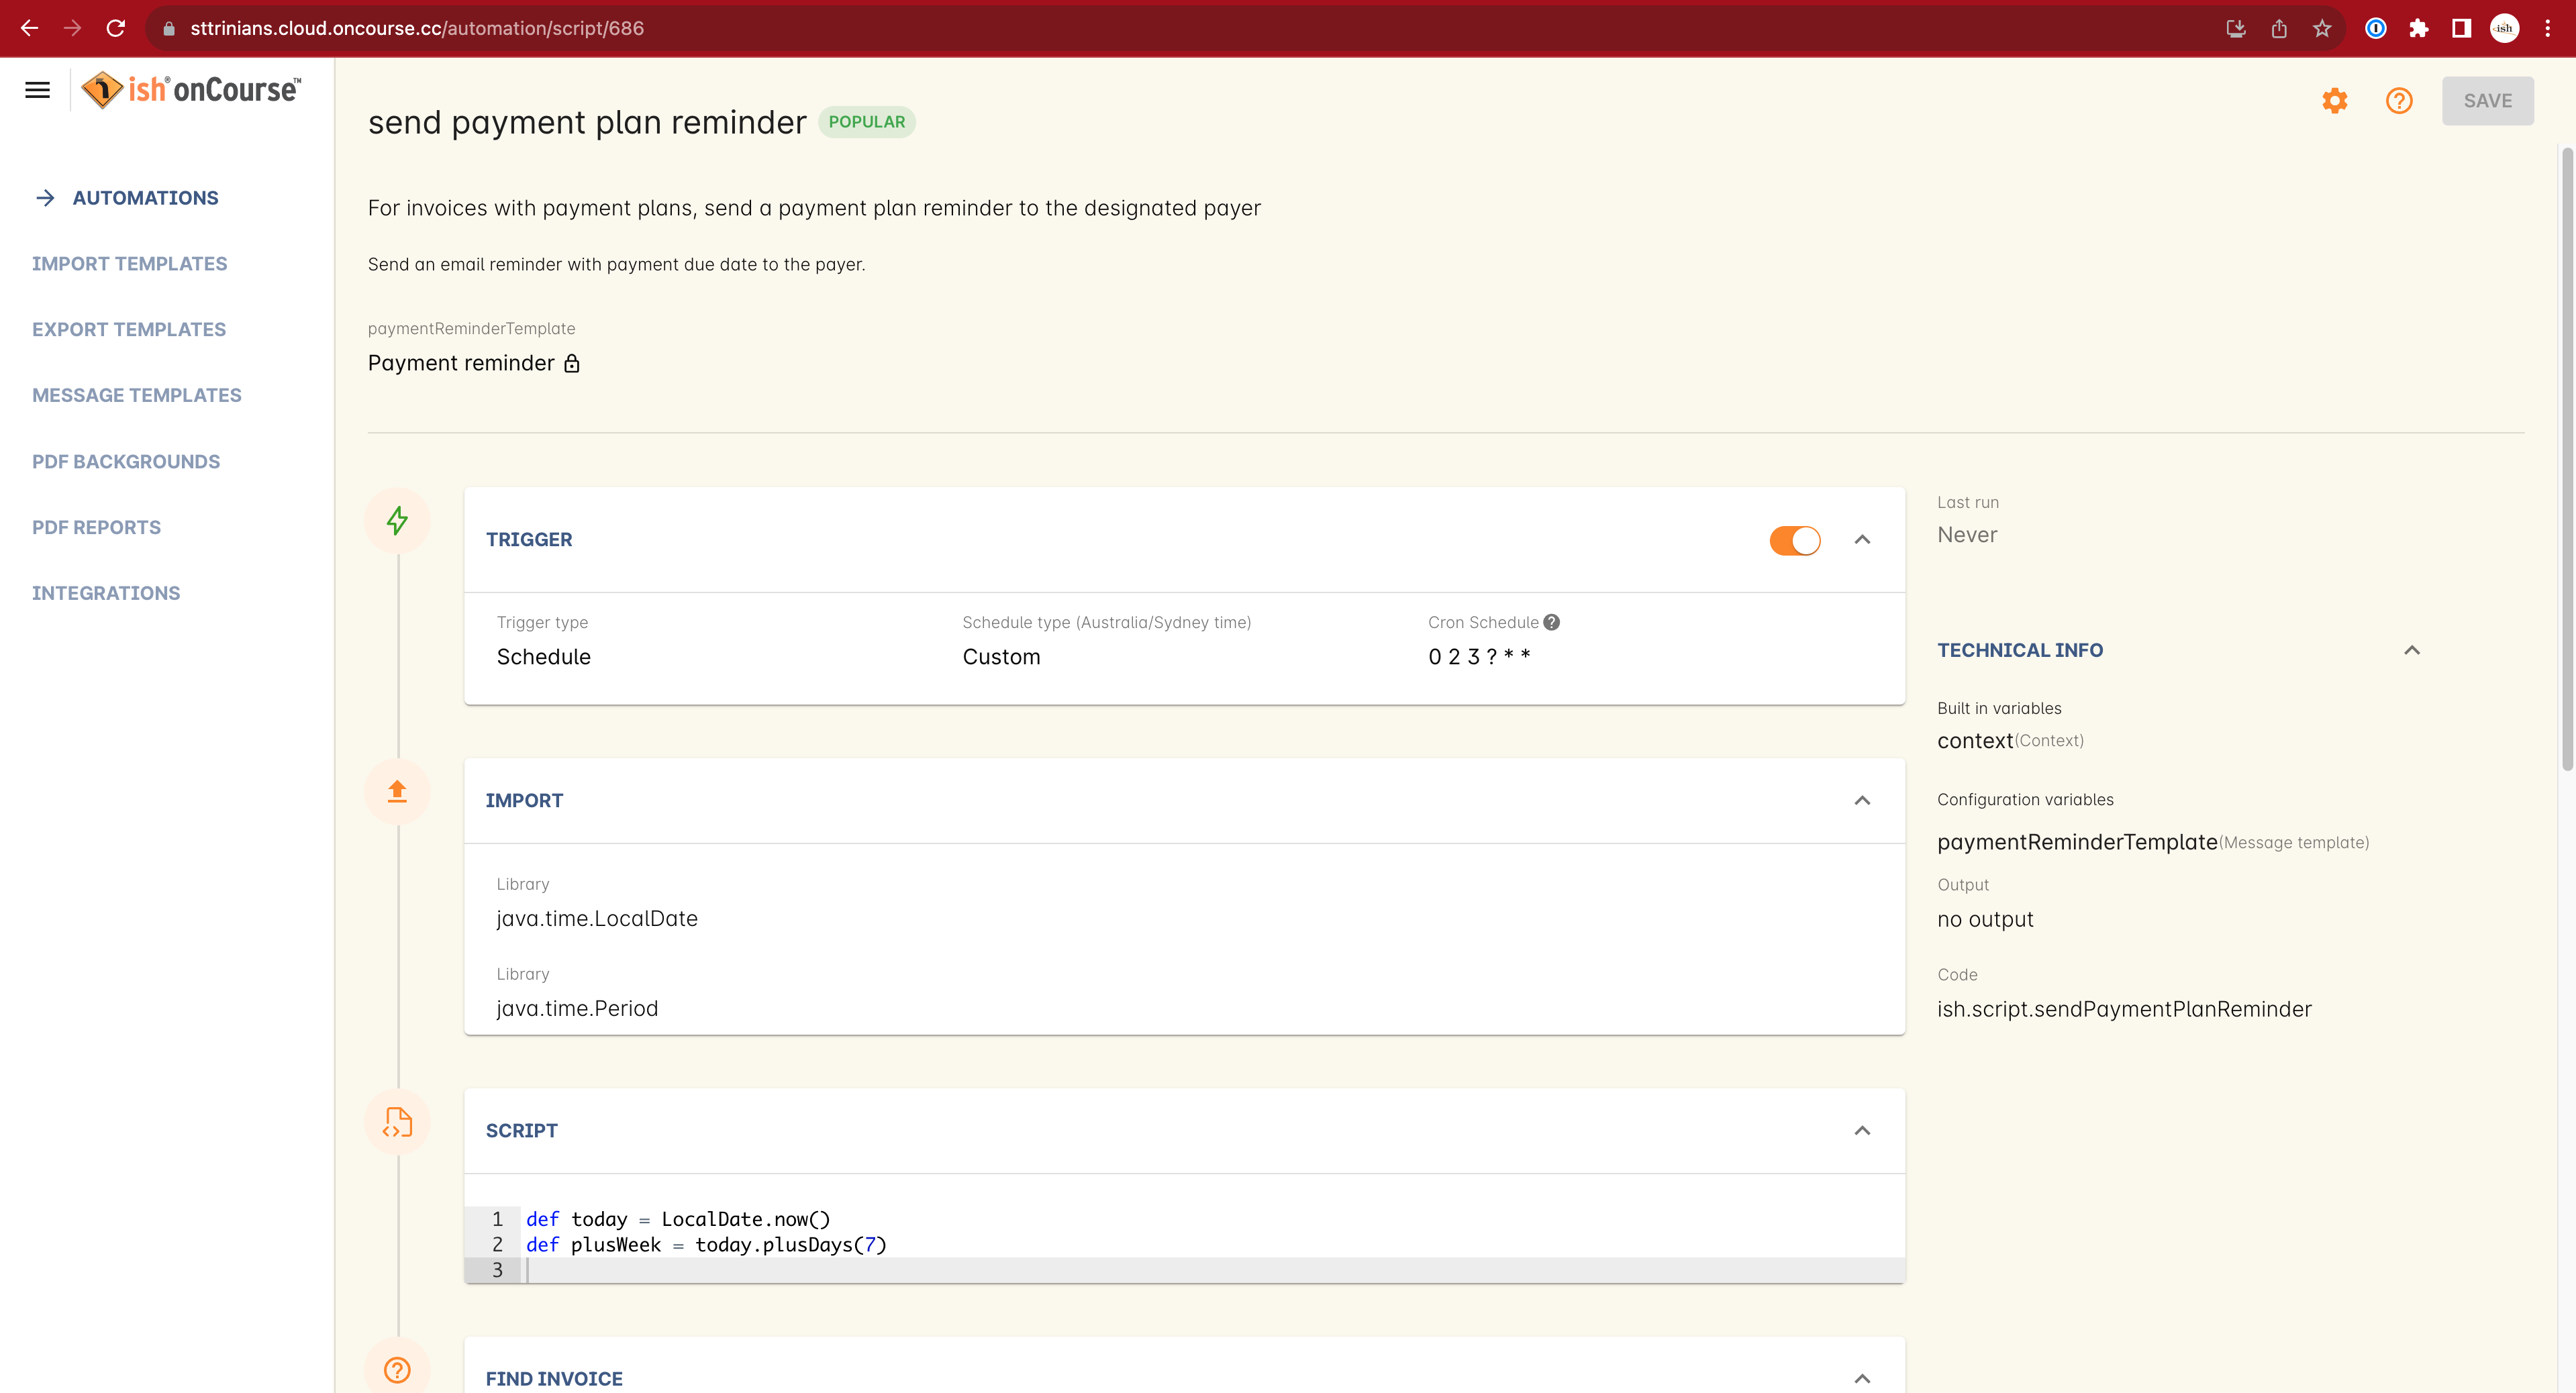 sttrinians.cloud.oncourse.cc/automation/script/686
ish
ish® onCourse™
send payment plan reminder
POPULAR
SAVE
AUTOMATIONS
IMPORT TEMPLATES
EXPORT TEMPLATES
MESSAGE TEMPLATES
PDF BACKGROUNDS
PDF REPORTS
INTEGRATIONS
For invoices with payment plans, send a payment plan reminder to the designated payer
Send an email reminder with payment due date to the payer.
paymentReminderTemplate
Payment reminder
TRIGGER
Trigger type
Schedule
Schedule type (Australia/Sydney time)
Custom
Cron Schedule ?
0 2 3 ? * *
IMPORT
Library
java.time.LocalDate
Library
java.time.Period
SCRIPT
1 def today = LocalDate.now()
2 def plusWeek = today.plusDays(7)
3
FIND INVOICE
Last run
Never
TECHNICAL INFO
Built in variables
context(Context)
Configuration variables
paymentReminderTemplate(Message template)
Output
no output
Code
ish.script.sendPaymentPlanReminder